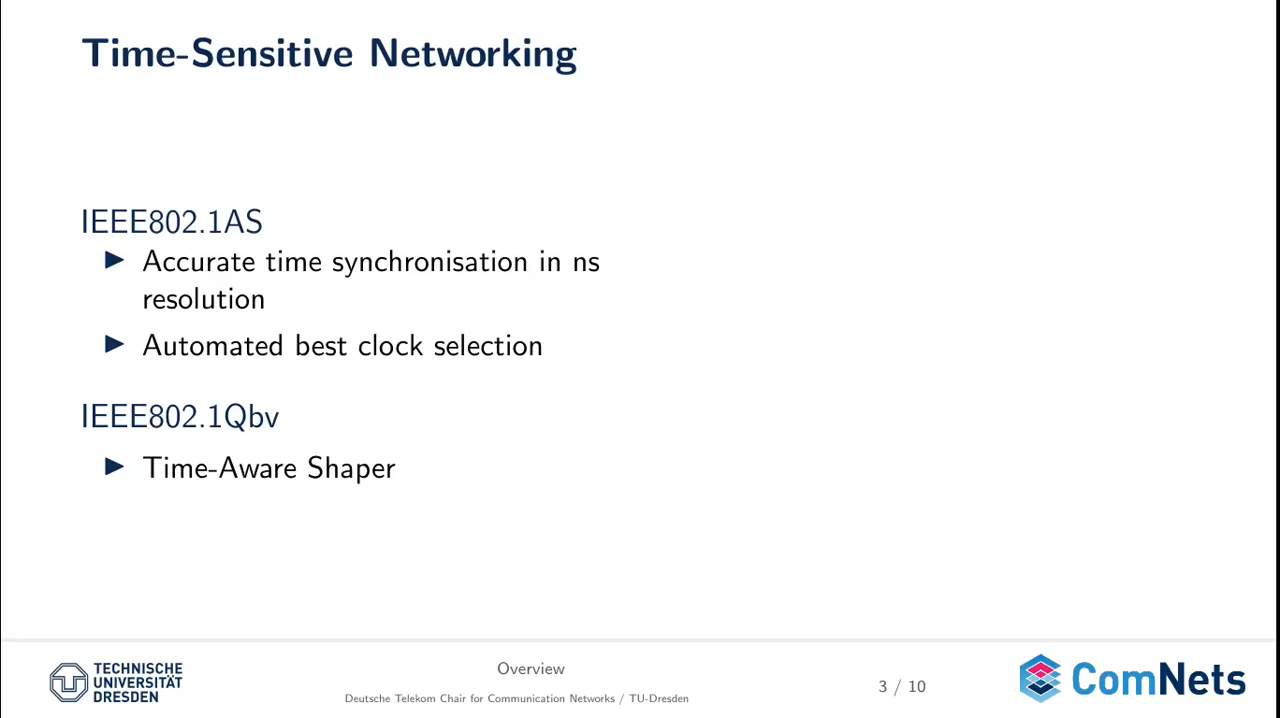 Time-Sensitive Networking
IEEE802.1AS
Accurate time synchronisation in ns
resolution
Automated best clock selection
IEEE802.1Qbv
Time-Aware Shaper
TECHNISCHE
UNIVERSITÄT
DRESDEN
Overview
Deutsche Telekom Chair for Communication Networks / TU-Dresden
3 / 10
ComNets